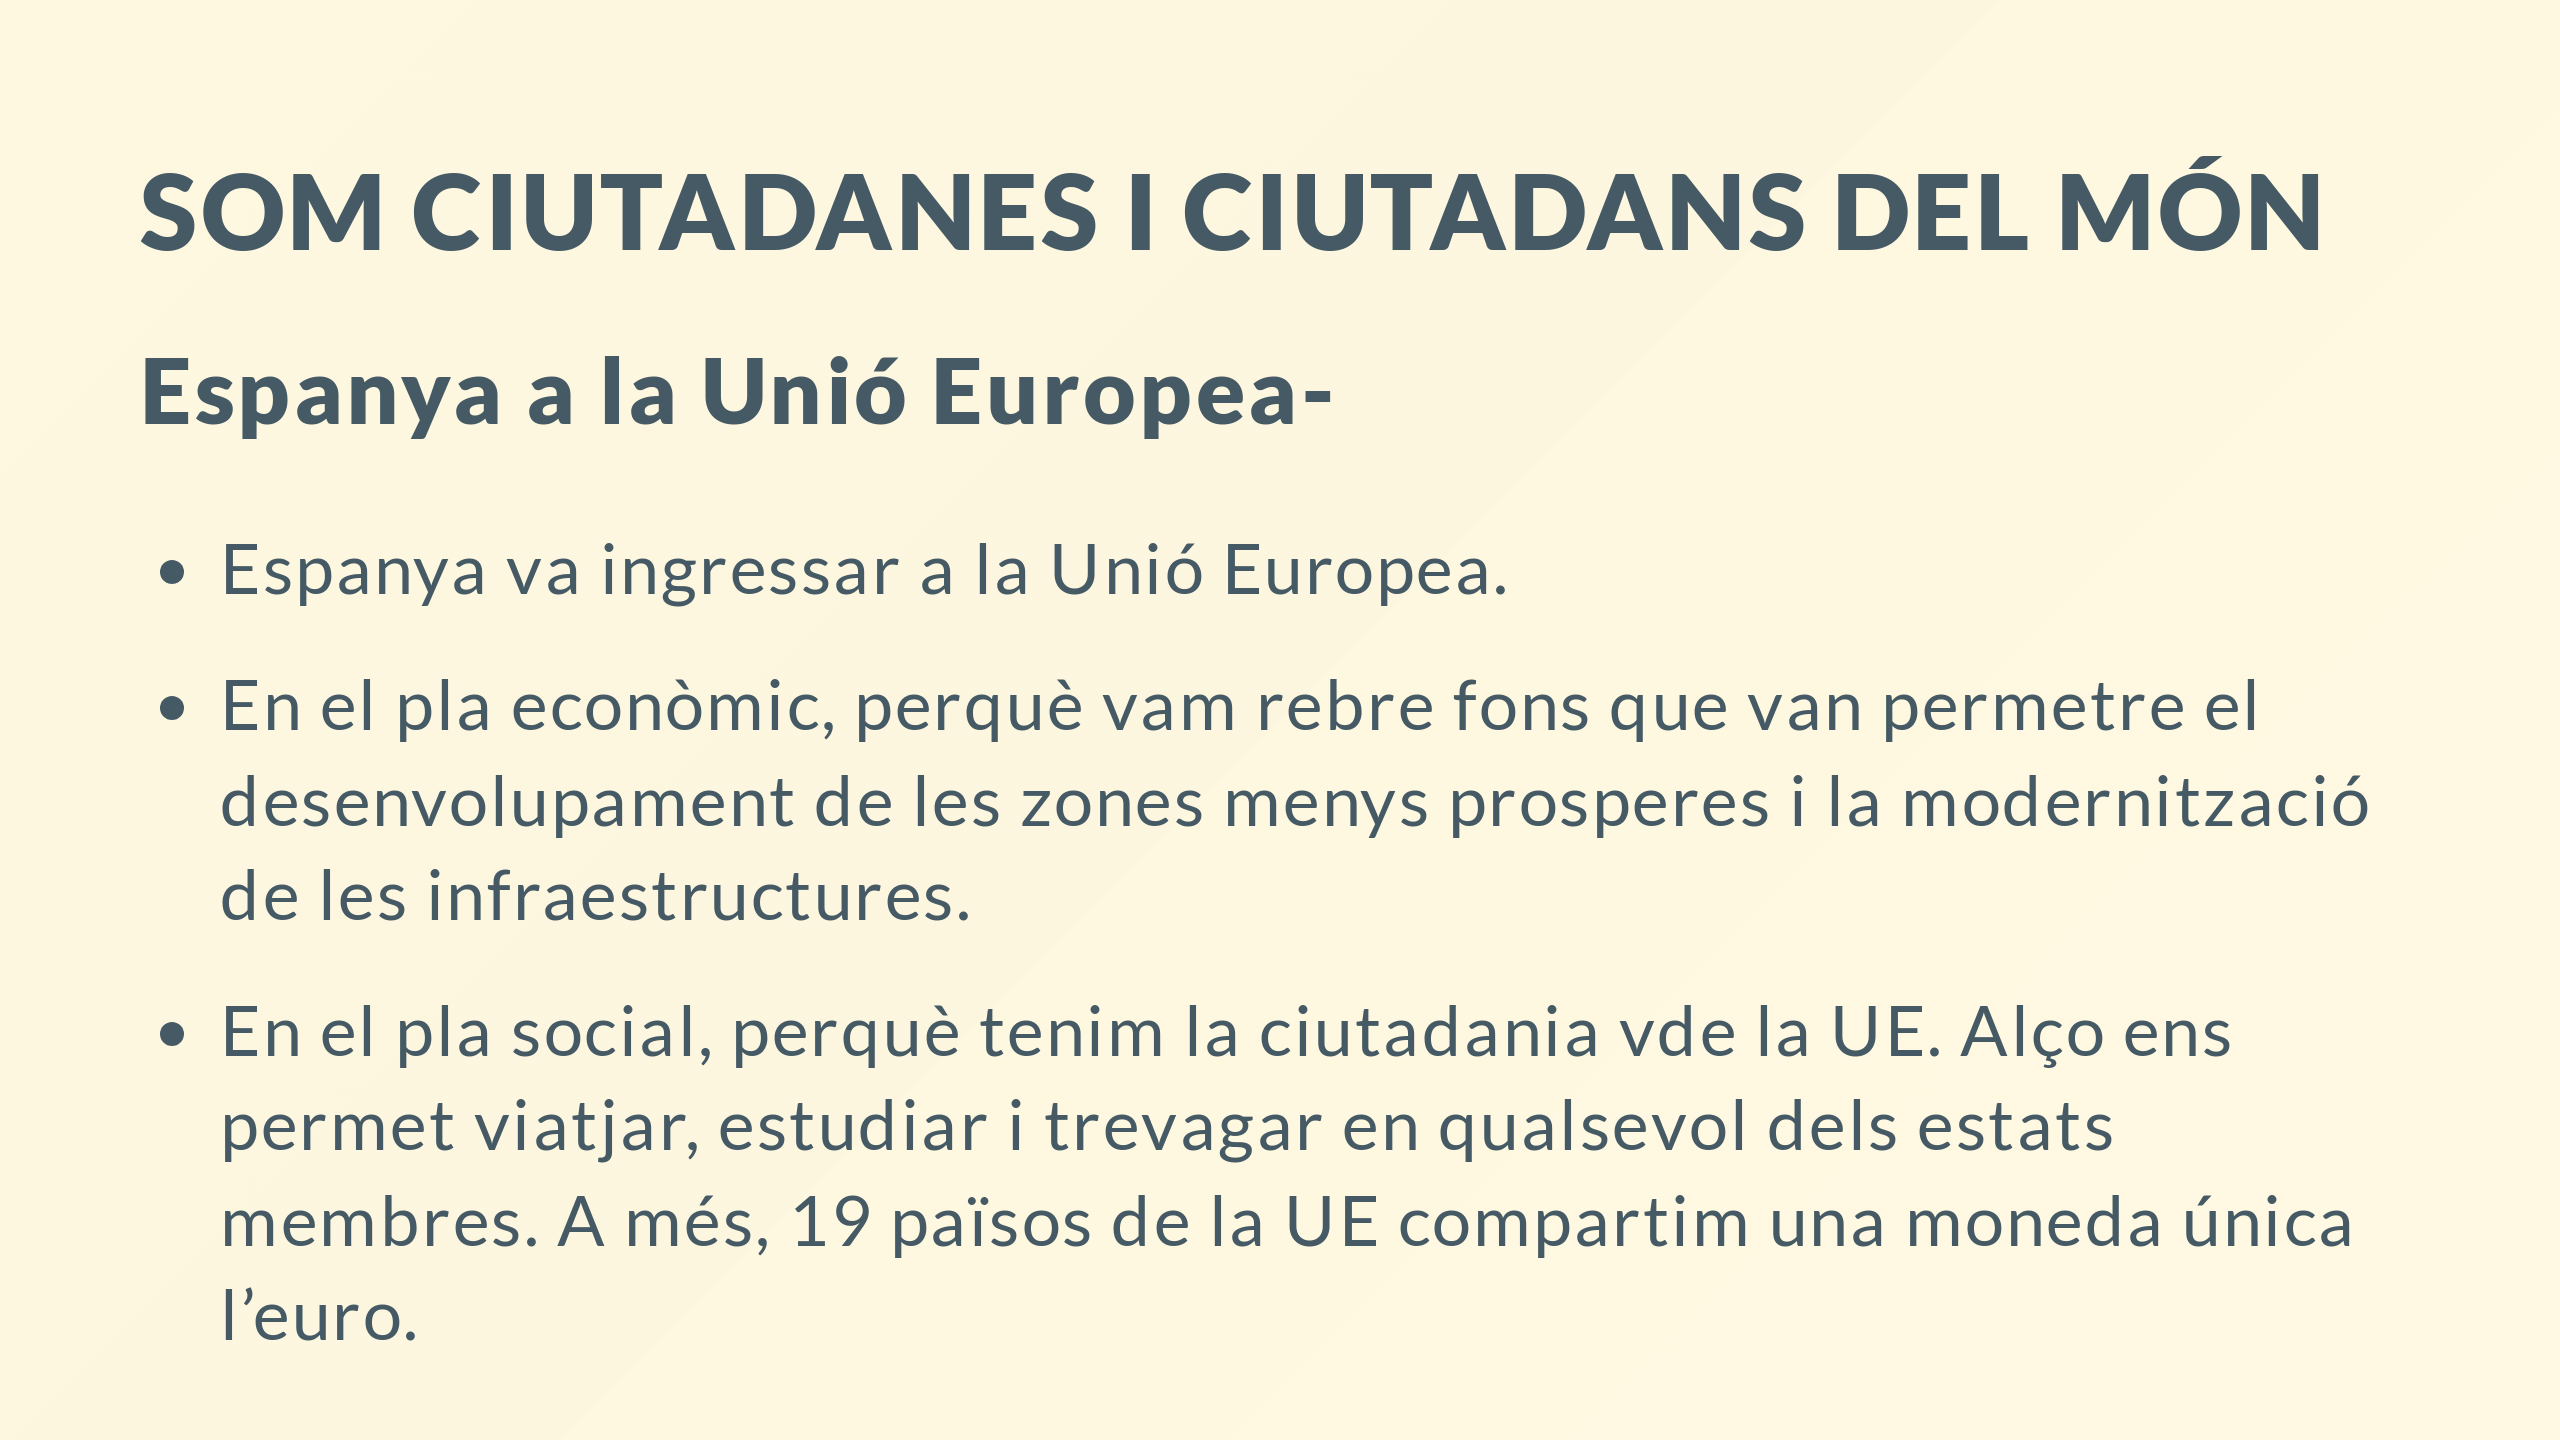 SOM CIUTADANES I CIUTADANS DEL MÓN
Espanya a la Unió Europea-
• Espanya va ingressar a la Unió Europea.
• En el pla econòmic, perquè vam rebre fons que van permetre el
desenvolupament de les zones menys prosperes i la modernització
de les infraestructures.
• En el pla social, perquè tenim la ciutadania vde la UE. Alço ens
permet viatjar, estudiar i trevagar en qualsevol dels estats
membres. A més, 19 països de la UE compartim una moneda única
l’euro.